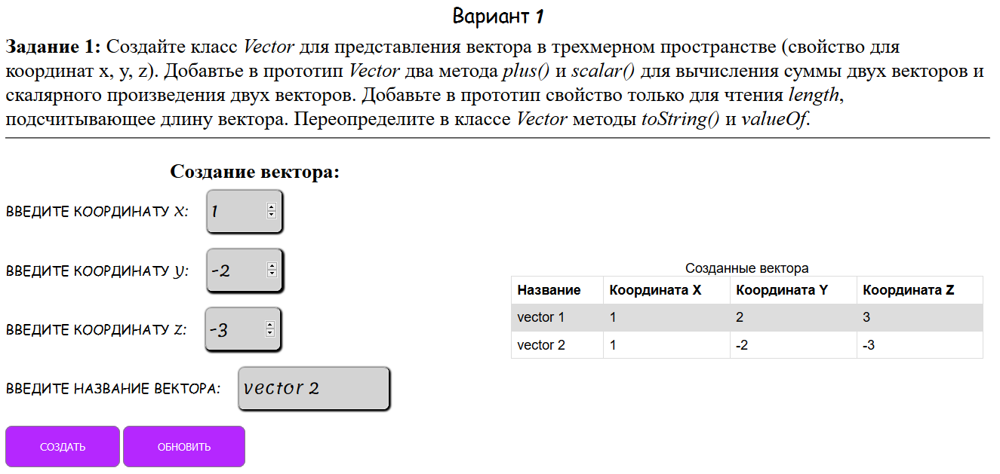 Вариант 1
Задание 1: Создайте класс Vector для представления вектора в трехмерном пространстве (свойство для
координат x, y, z). Добавтье в прототип Vector два метода plus() и scalar() для вычисления суммы двух векторов и
скалярного произведения двух векторов. Добавьте в прототип свойство только для чтения length,
подсчитывающее длину вектора. Переопределите в классе Vector методы toString() и valueOf.
Создание вектора:
ВВЕДИТЕ КООРДИНАТУ X: 1
ВВЕДИТЕ КООРДИНАТУ Y: -2
ВВЕДИТЕ КООРДИНАТУ Z: -3
ВВЕДИТЕ НАЗВАНИЕ ВЕКТОРА: vector 2
СОЗДАТЬ ОБНОВИТЬ
Созданные вектора
Название Координата X Координата Y Координата Z
vector 1 1 2 3
vector 2 1 -2 -3